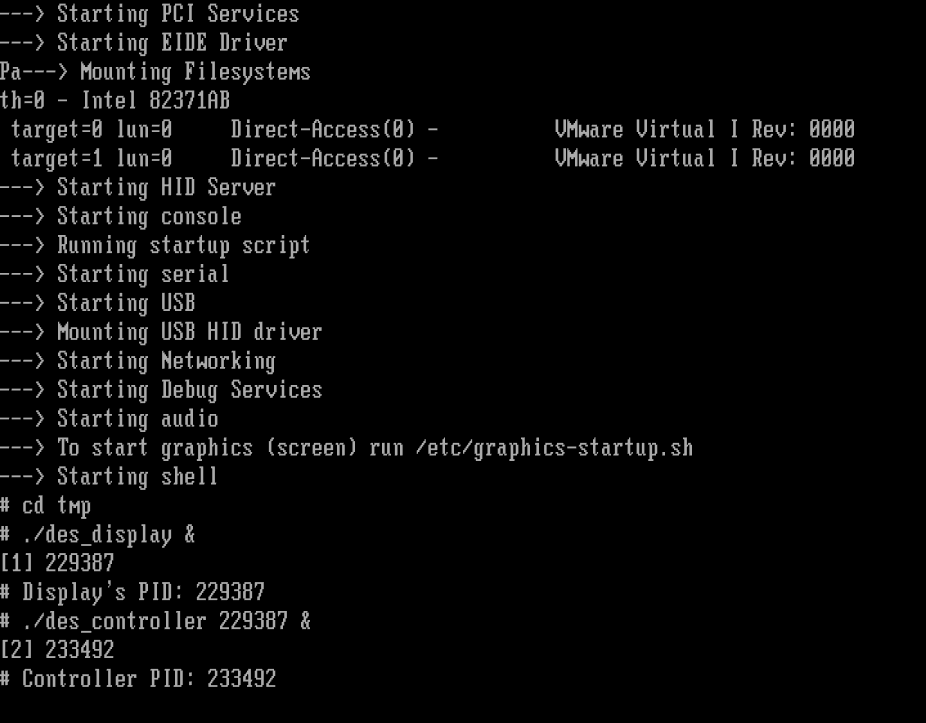 ---> Starting PCI Services
---> Starting EIDE Driver
Pa---> Mounting Filesystems
th=0 - Intel 82371AB
 target=0 lun=0     Direct-Access(0) -          VMware Virtual I Rev: 0000
 target=1 lun=0     Direct-Access(0) -          VMware Virtual I Rev: 0000
---> Starting HID Server
---> Starting console
---> Running startup script
---> Starting serial
---> Starting USB
---> Mounting USB HID driver
---> Starting Networking
---> Starting Debug Services
---> Starting audio
---> To start graphics (screen) run /etc/graphics-startup.sh
---> Starting shell
# cd tmp
# ./des_display &
[1] 229387
# Display's PID: 229387
# ./des_controller 229387 &
[2] 233492
# Controller PID: 233492